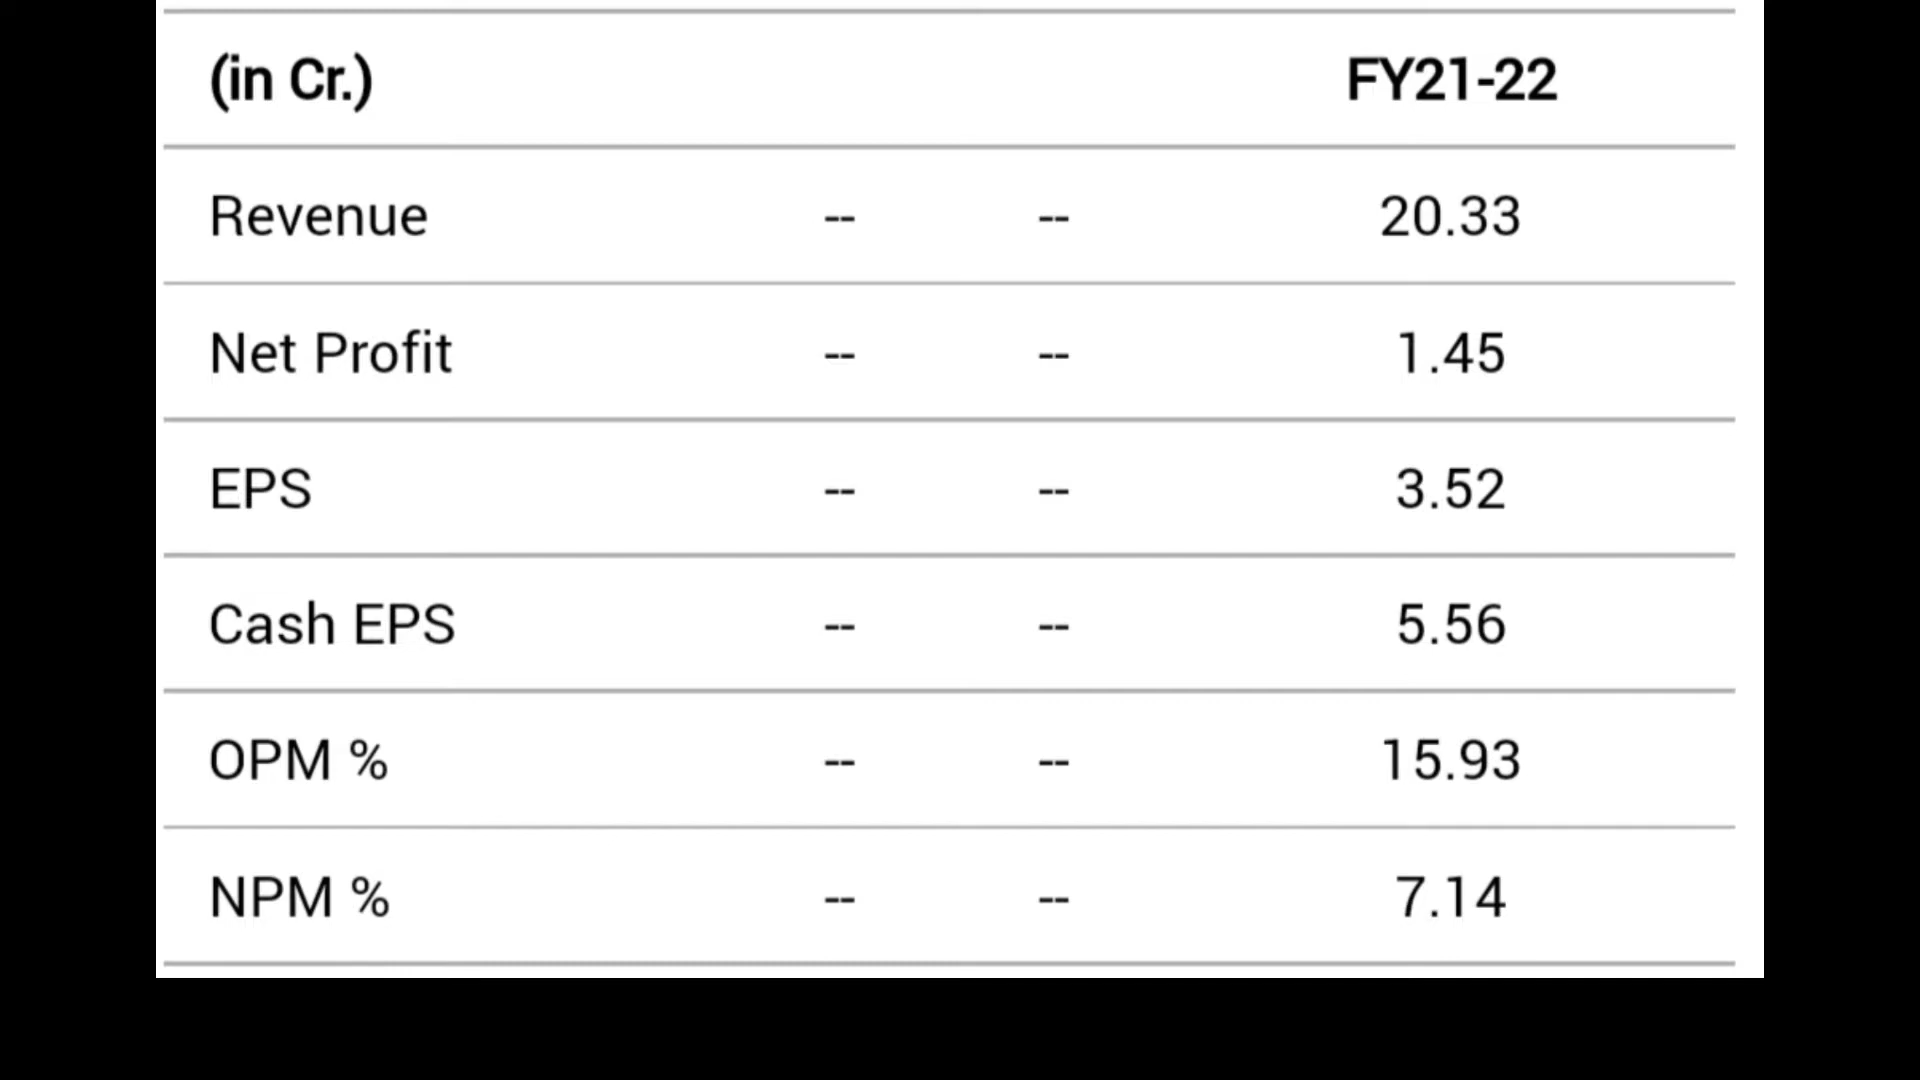 (in Cr.) FY21-22
Revenue -- -- 20.33
Net Profit -- -- 1.45
EPS -- -- 3.52
Cash EPS -- -- 5.56
OPM % -- -- 15.93
NPM % -- -- 7.14